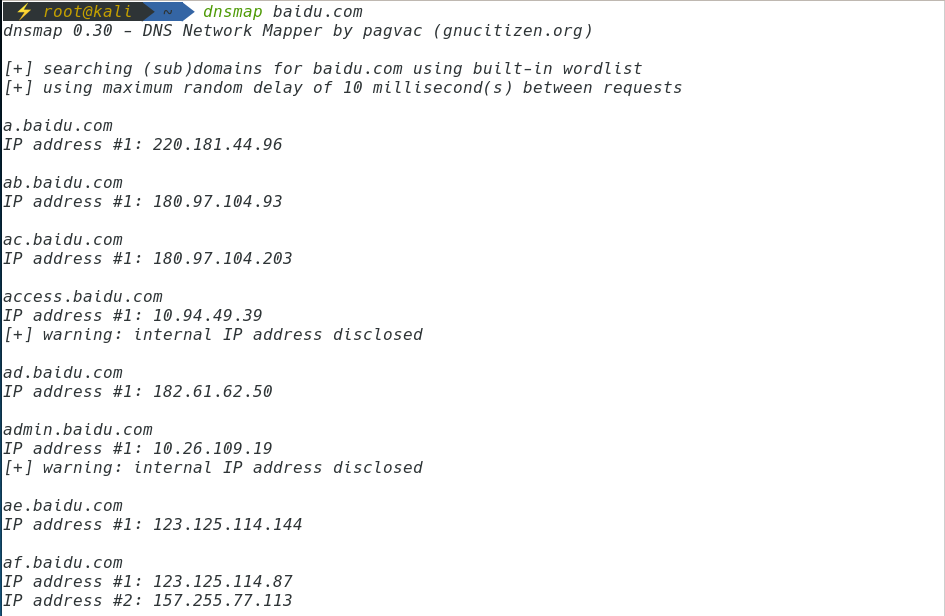 ⚡ root@kali ~ dnsmap baidu.com
dnsmap 0.30 - DNS Network Mapper by pagvac (gnucitizen.org)
[+] searching (sub)domains for baidu.com using built-in wordlist
[+] using maximum random delay of 10 millisecond(s) between requests
a.baidu.com
IP address #1: 220.181.44.96
ab.baidu.com
IP address #1: 180.97.104.93
ac.baidu.com
IP address #1: 180.97.104.203
access.baidu.com
IP address #1: 10.94.49.39
[+] warning: internal IP address disclosed
ad.baidu.com
IP address #1: 182.61.62.50
admin.baidu.com
IP address #1: 10.26.109.19
[+] warning: internal IP address disclosed
ae.baidu.com
IP address #1: 123.125.114.144
af.baidu.com
IP address #1: 123.125.114.87
IP address #2: 157.255.77.113